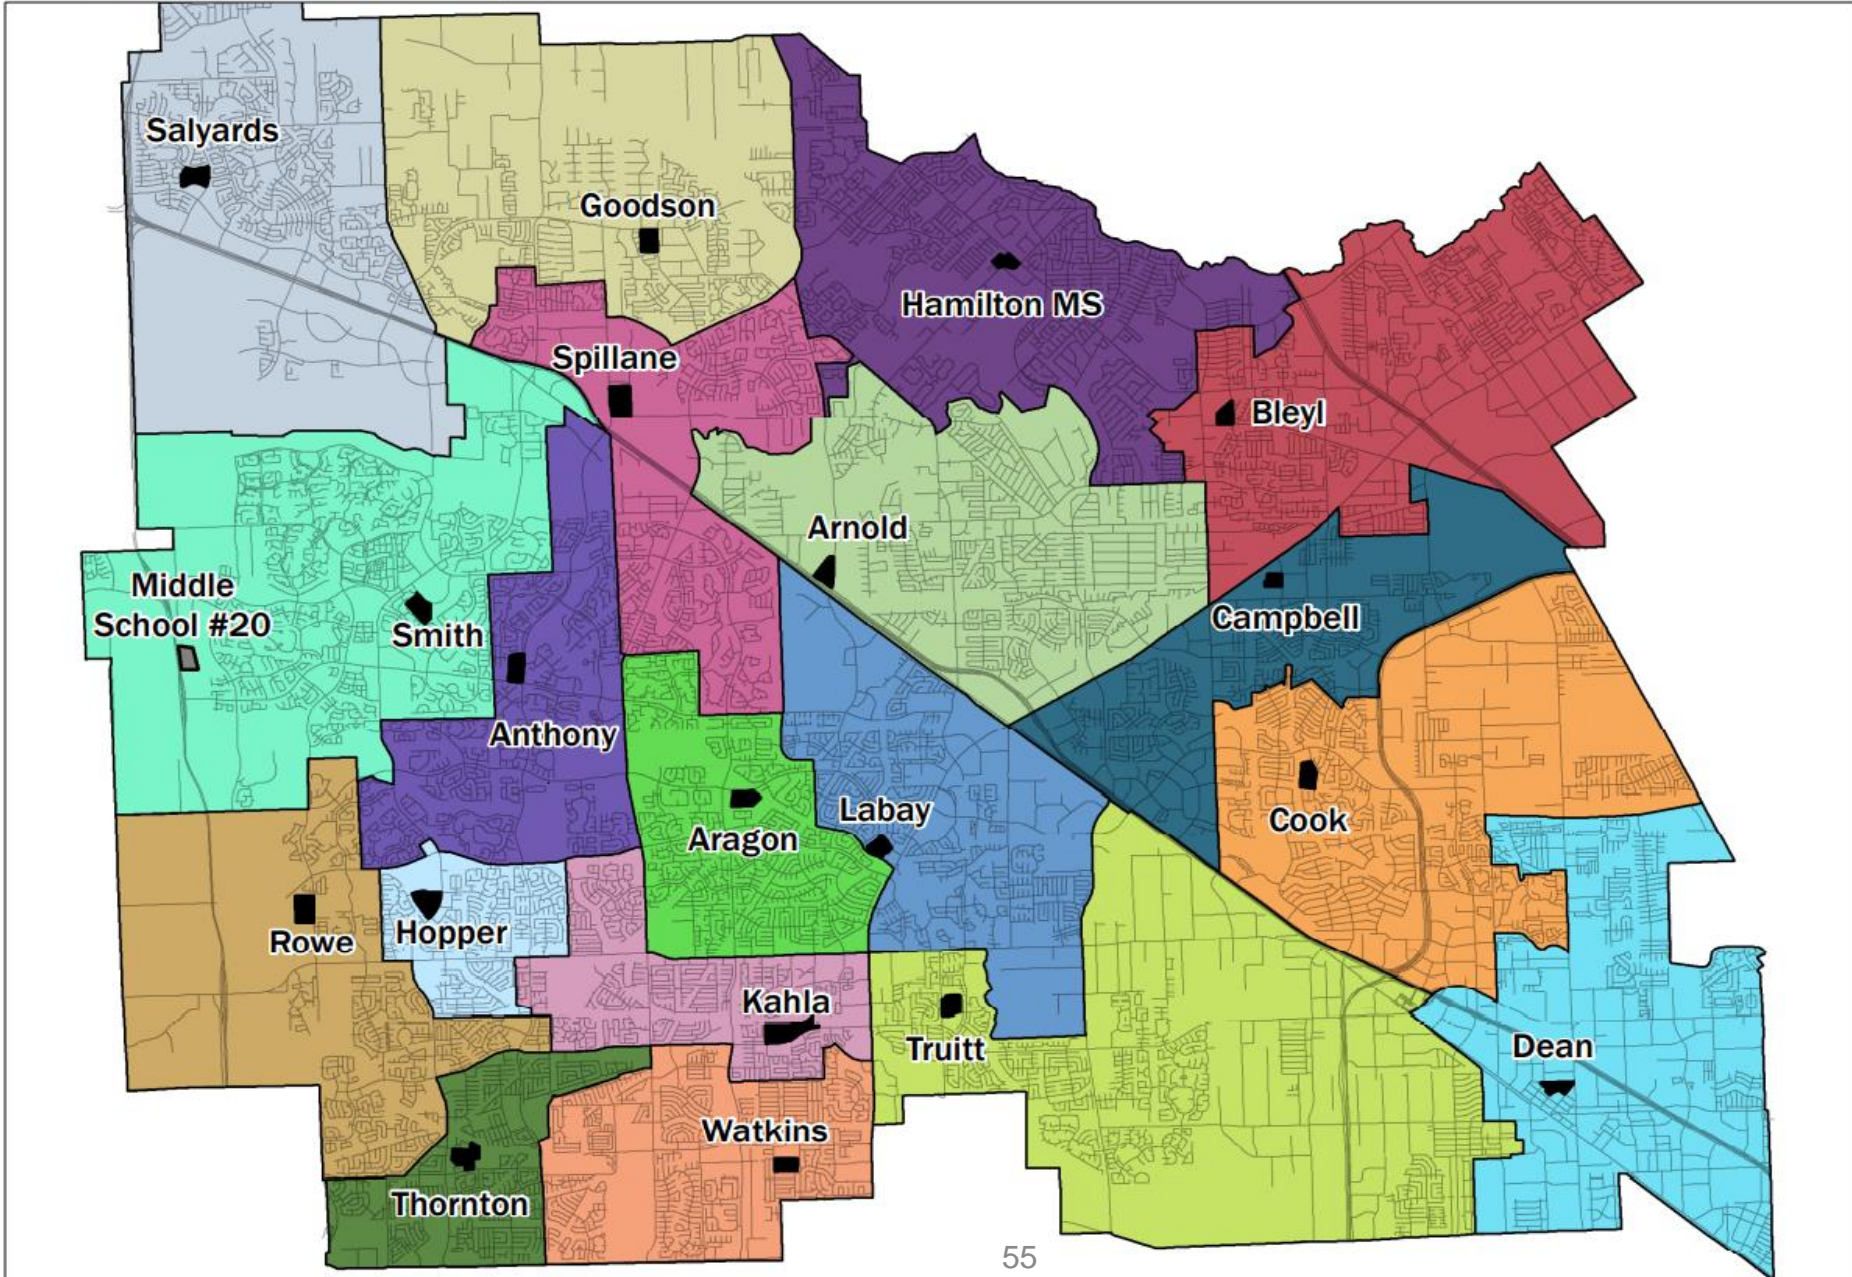 Salyards
Goodson
Hamilton MS
Spillane
Bleyl
Arnold
Middle
School #20
Smith
Campbell
Anthony
Labay
Aragon
Cook
Rowe
Hopper
Kahla
Truitt
Dean
Watkins
Thornton
55